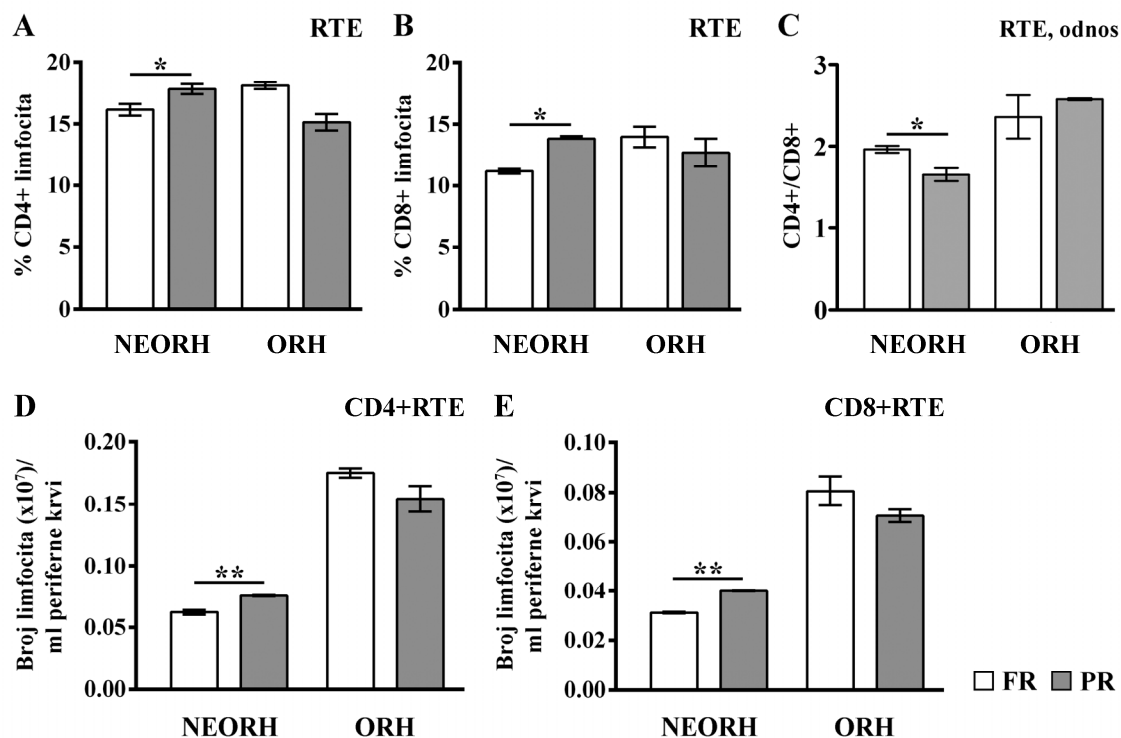 A RTE
% CD4+ limfocita
20
15
10
5
0
*
NEORH ORH
B RTE
% CD8+ limfocita
20
15
10
5
0
*
NEORH ORH
C RTE, odnos
CD4+/CD8+
3
2
1
0
*
NEORH ORH
D CD4+RTE
Broj limfocita (x10⁷)/
ml periferne krvi
0.20
0.15
0.10
0.05
0.00
**
NEORH ORH
E CD8+RTE
Broj limfocita (x10⁷)/
ml periferne krvi
0.10
0.08
0.06
0.04
0.02
0.00
**
NEORH ORH
FR PR